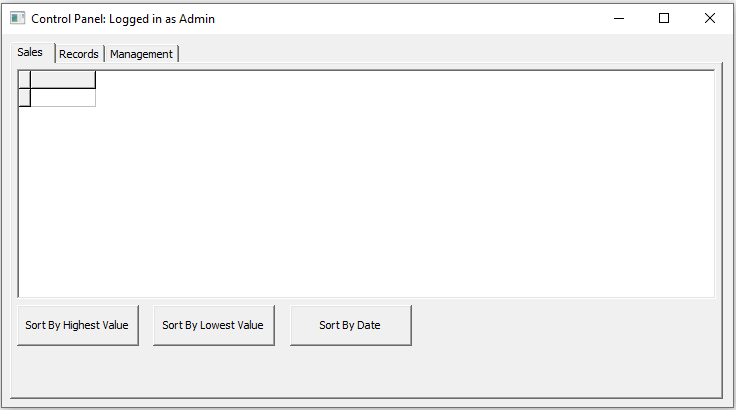 Control Panel: Logged in as Admin
Sales Records Management
Sort By Highest Value Sort By Lowest Value Sort By Date